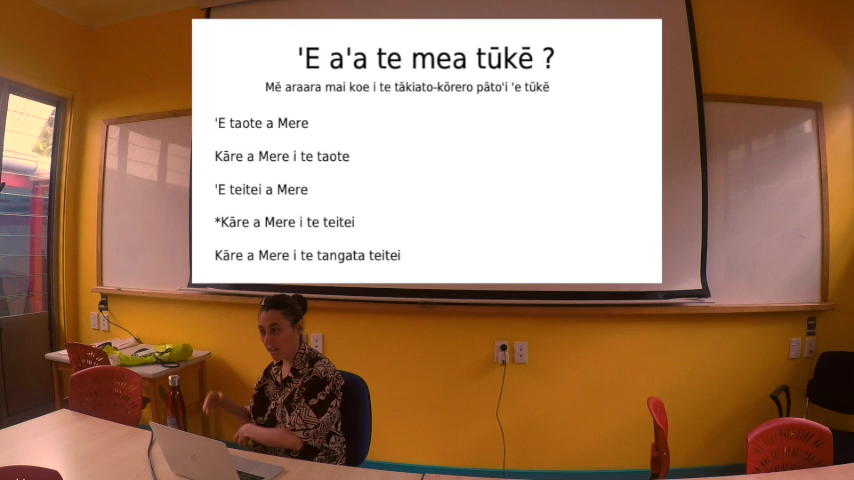 'E a'a te mea tūkē ?
Mē araara mai koe i te tākiato-kōrero pāto'i 'e tūkē
'E taote a Mere
Kāre a Mere i te taote
'E teitei a Mere
*Kāre a Mere i te teitei
Kāre a Mere i te tangata teitei